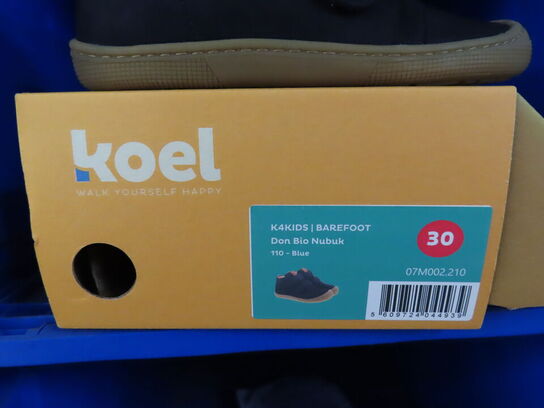 koel
WALK YOURSELF HAPPY
K4KIDS | BAREFOOT
Don Bio Nubuk
110 - Blue
30
07M002.210
5 609724 044939